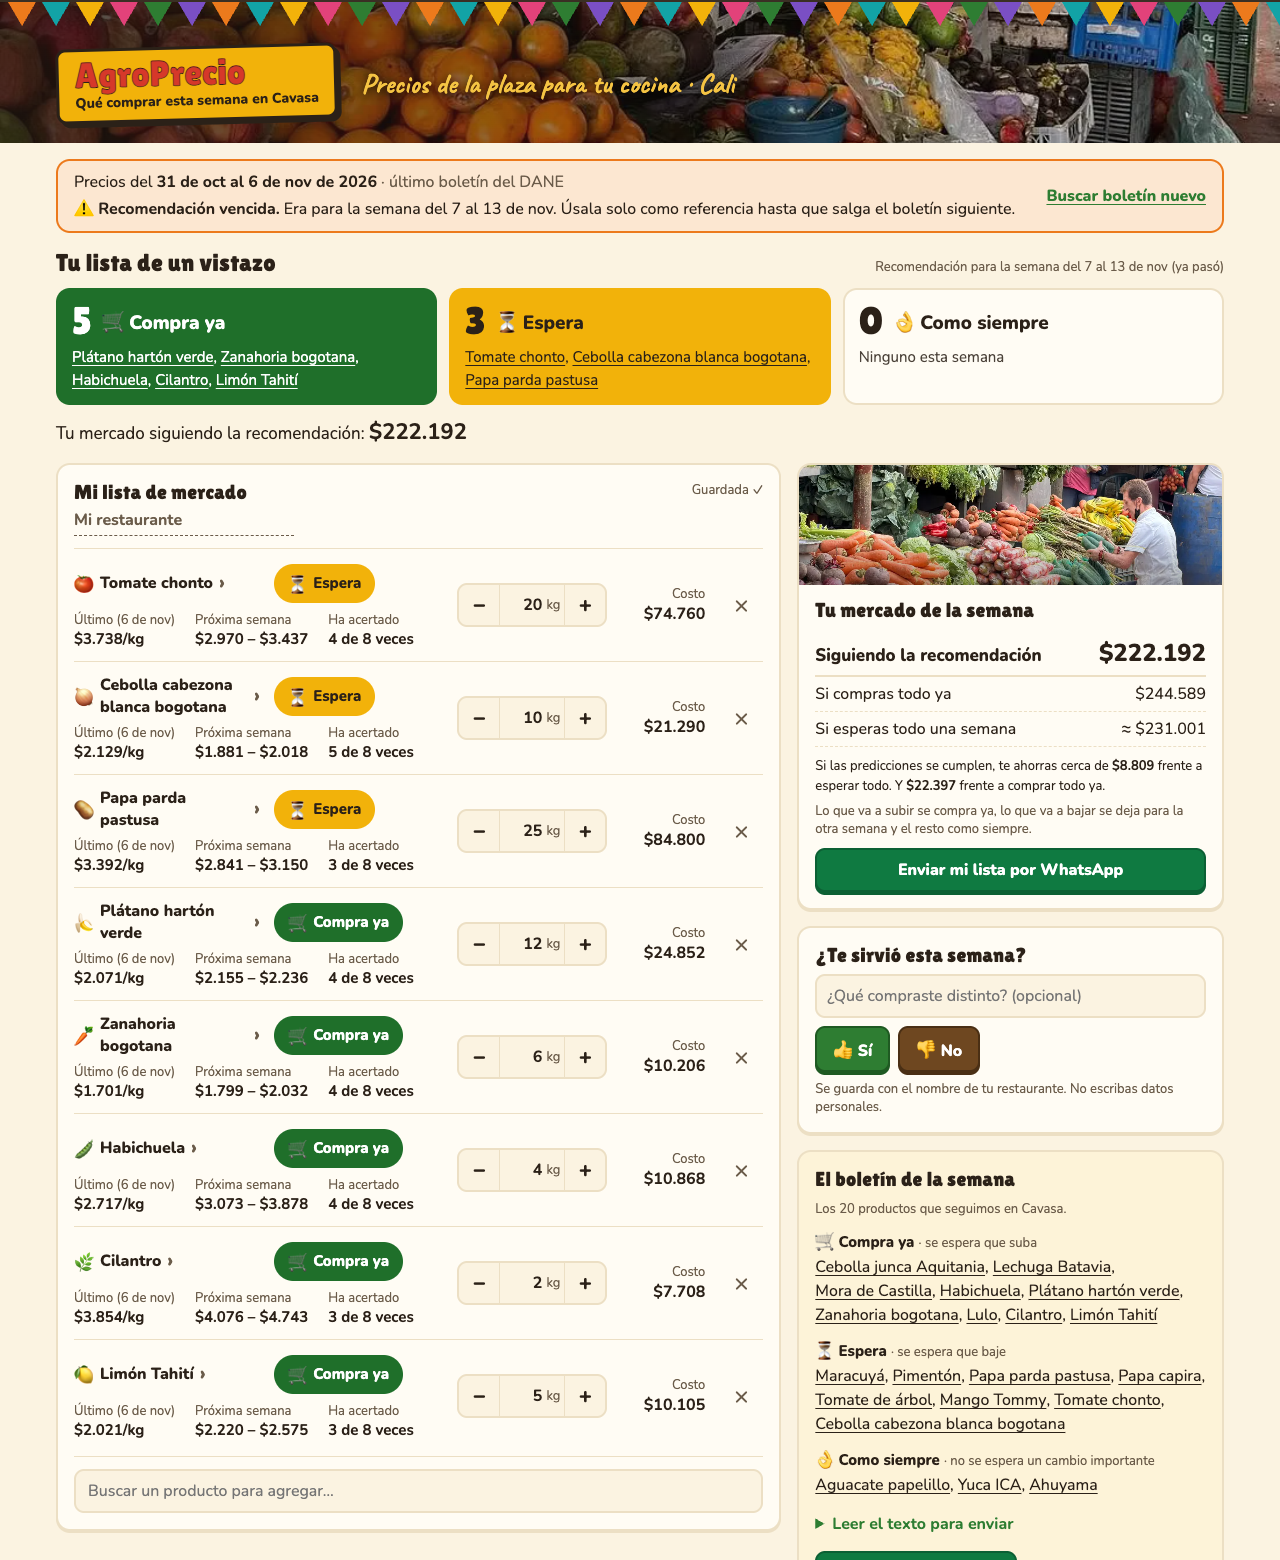 AgroPrecio
Qué comprar esta semana en Cavasa
Precios de la plaza para tu cocina · Cali
Precios del 31 de oct al 6 de nov de 2026 · último boletín del DANE
⚠️ Recomendación vencida. Era para la semana del 7 al 13 de nov. Úsala solo como referencia hasta que salga el boletín siguiente.
Buscar boletín nuevo
Tu lista de un vistazo
Recomendación para la semana del 7 al 13 de nov (ya pasó)
5 🛒 Compra ya
Plátano hartón verde, Zanahoria bogotana,
Habichuela, Cilantro, Limón Tahití
3 ⏳ Espera
Tomate chonto, Cebolla cabezona blanca bogotana,
Papa parda pastusa
0 👌 Como siempre
Ninguno esta semana
Tu mercado siguiendo la recomendación: $222.192
Mi lista de mercado
Guardada ✓
Mi restaurante
🍅 Tomate chonto ›
⏳ Espera
Último (6 de nov) Próxima semana Ha acertado
$3.738/kg $2.970 – $3.437 4 de 8 veces
− 20 kg +
Costo
$74.760
×
Cebolla cabezona
blanca bogotana ›
⏳ Espera
Último (6 de nov) Próxima semana Ha acertado
$2.129/kg $1.881 – $2.018 5 de 8 veces
− 10 kg +
Costo
$21.290
×
Papa parda
pastusa ›
⏳ Espera
Último (6 de nov) Próxima semana Ha acertado
$3.392/kg $2.841 – $3.150 3 de 8 veces
− 25 kg +
Costo
$84.800
×
Plátano hartón
verde ›
🛒 Compra ya
Último (6 de nov) Próxima semana Ha acertado
$2.071/kg $2.155 – $2.236 4 de 8 veces
− 12 kg +
Costo
$24.852
×
Zanahoria
bogotana ›
🛒 Compra ya
Último (6 de nov) Próxima semana Ha acertado
$1.701/kg $1.799 – $2.032 4 de 8 veces
− 6 kg +
Costo
$10.206
×
Habichuela ›
🛒 Compra ya
Último (6 de nov) Próxima semana Ha acertado
$2.717/kg $3.073 – $3.878 4 de 8 veces
− 4 kg +
Costo
$10.868
×
🌿 Cilantro ›
🛒 Compra ya
Último (6 de nov) Próxima semana Ha acertado
$3.854/kg $4.076 – $4.743 3 de 8 veces
− 2 kg +
Costo
$7.708
×
🍋 Limón Tahití ›
🛒 Compra ya
Último (6 de nov) Próxima semana Ha acertado
$2.021/kg $2.220 – $2.575 3 de 8 veces
− 5 kg +
Costo
$10.105
×
Buscar un producto para agregar...
Tu mercado de la semana
Siguiendo la recomendación $222.192
Si compras todo ya $244.589
Si esperas todo una semana ≈ $231.001
Si las predicciones se cumplen, te ahorras cerca de $8.809 frente a
esperar todo. Y $22.397 frente a comprar todo ya.
Lo que va a subir se compra ya, lo que va a bajar se deja para la
otra semana y el resto como siempre.
Enviar mi lista por WhatsApp
¿Te sirvió esta semana?
¿Qué compraste distinto? (opcional)
👍 Sí
👎 No
Se guarda con el nombre de tu restaurante. No escribas datos
personales.
El boletín de la semana
Los 20 productos que seguimos en Cavasa.
🛒 Compra ya · se espera que suba
Cebolla junca Aquitania, Lechuga Batavia,
Mora de Castilla, Habichuela, Plátano hartón verde,
Zanahoria bogotana, Lulo, Cilantro, Limón Tahití
⏳ Espera · se espera que baje
Maracuyá, Pimentón, Papa parda pastusa, Papa capira,
Tomate de árbol, Mango Tommy, Tomate chonto,
Cebolla cabezona blanca bogotana
👌 Como siempre · no se espera un cambio importante
Aguacate papelillo, Yuca ICA, Ahuyama
▶ Leer el texto para enviar